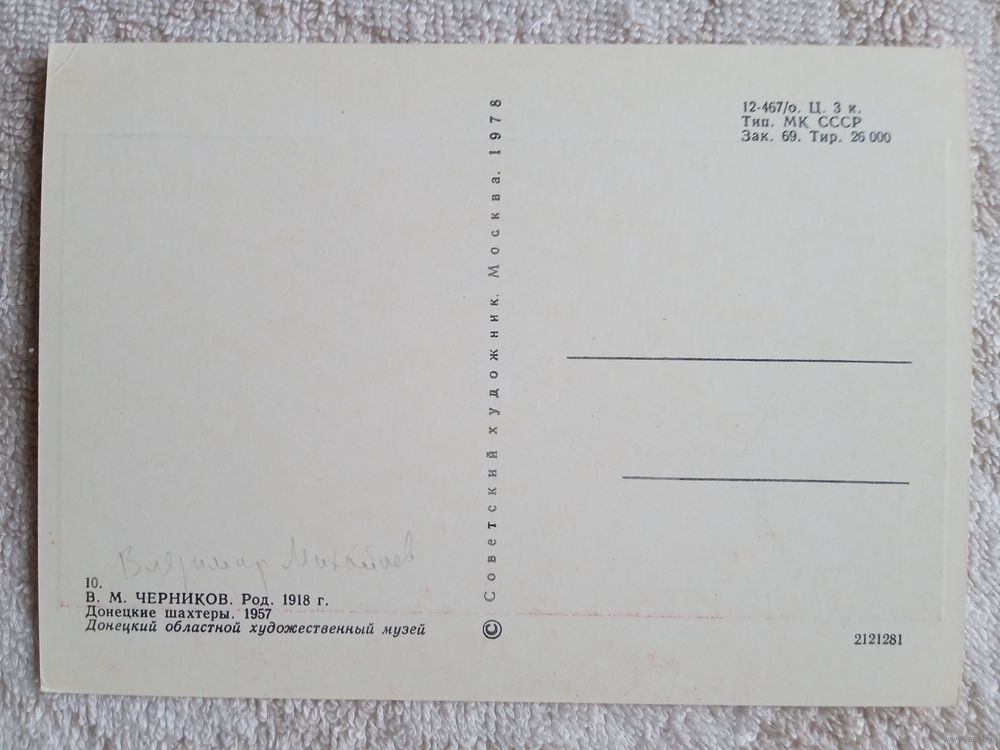 12-467/о. Ц. 3 к.
Тип. МК СССР
Зак. 69. Тир. 26 000
© Советский художник. Москва. 1978
Владимир
10.
В. М. ЧЕРНИКОВ. Род. 1918 г.
Донецкие шахтеры. 1957
Донецкий областной художественный музей
2121281